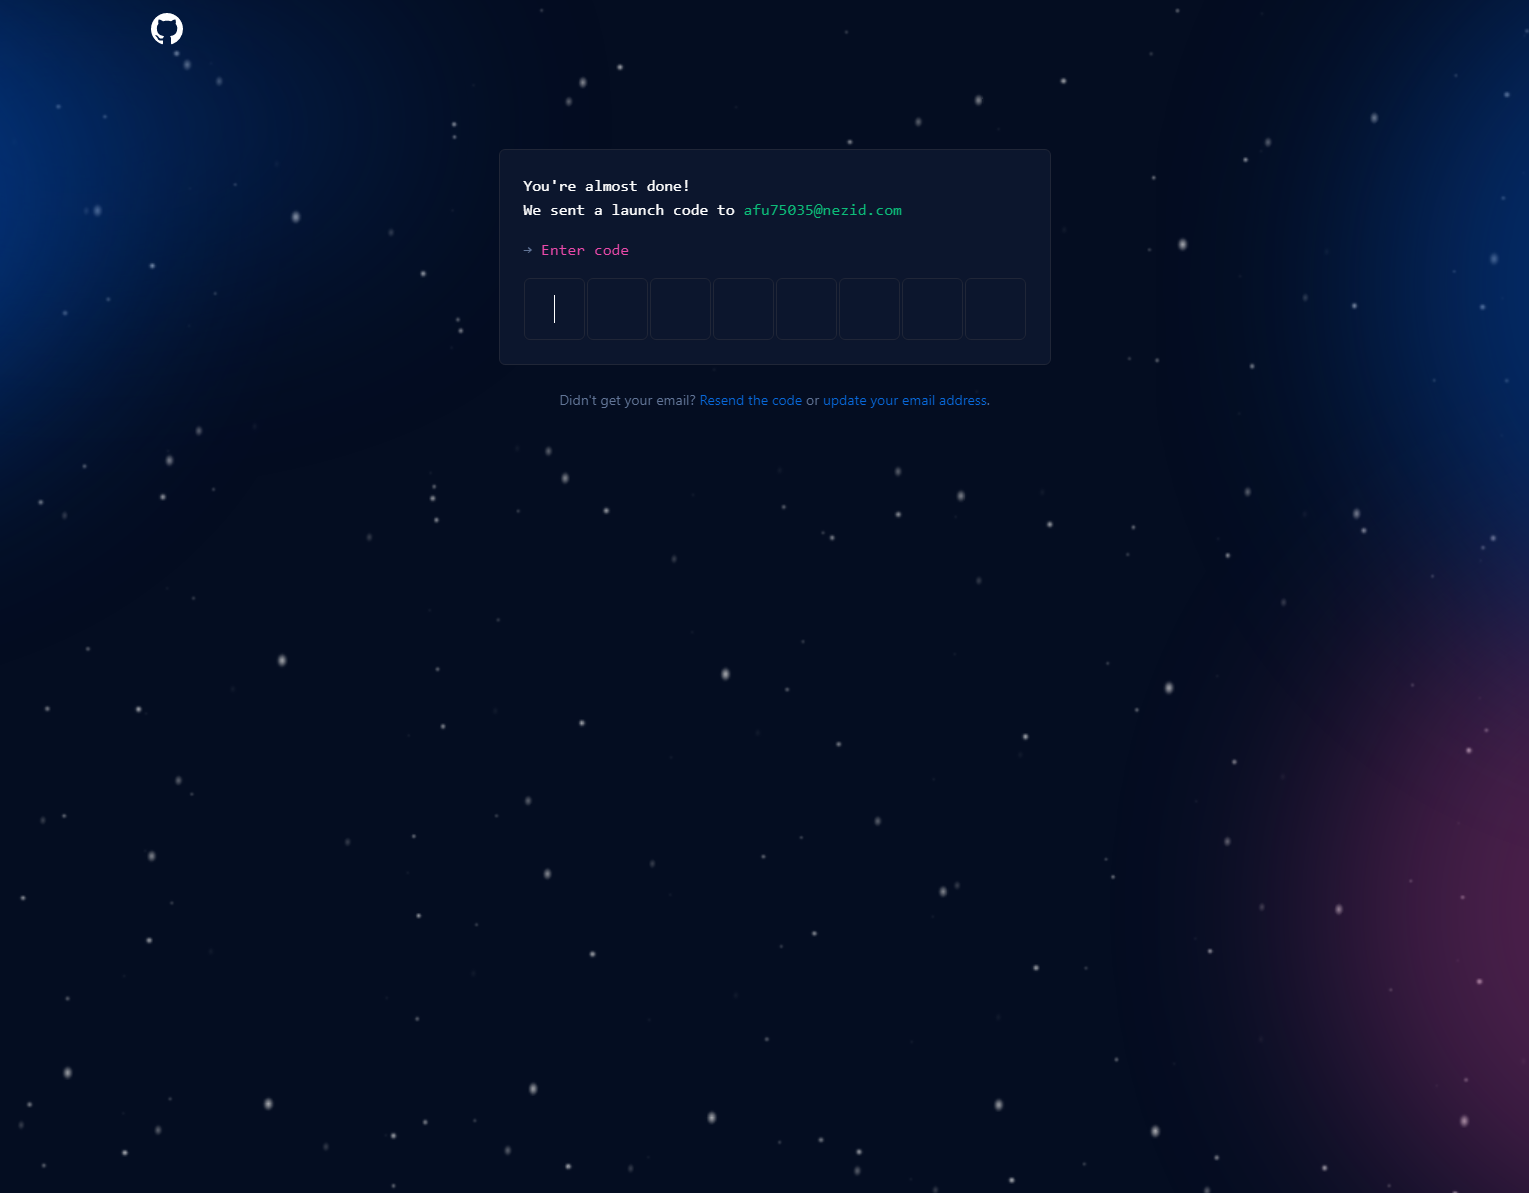 You're almost done!
We sent a launch code to afu75035@nezid.com
→ Enter code
Didn't get your email? Resend the code or update your email address.